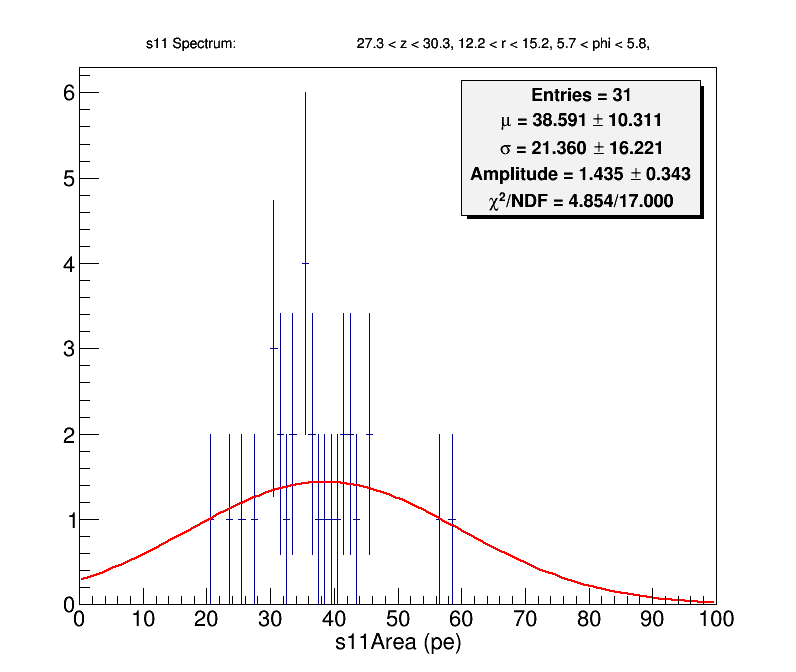 s11 Spectrum: 27.3 < z < 30.3, 12.2 < r < 15.2, 5.7 < phi < 5.8,
Entries = 31
μ = 38.591 ± 10.311
σ = 21.360 ± 16.221
Amplitude = 1.435 ± 0.343
χ²/NDF = 4.854/17.000
6
5
4
3
2
1
0
0 10 20 30 40 50 60 70 80 90 100
s11Area (pe)